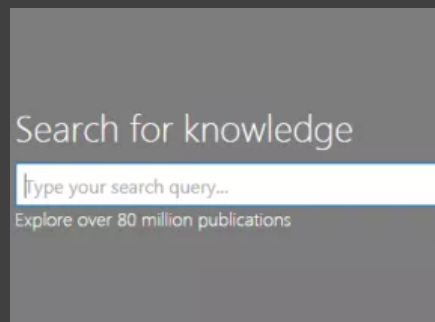 Search for knowledge
Type your search query...
Explore over 80 million publications